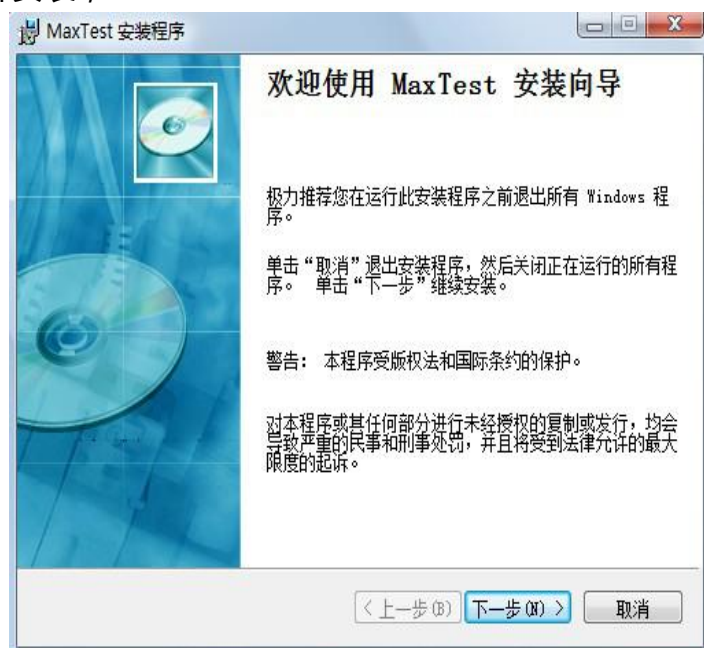 MaxTest 安装程序
欢迎使用 MaxTest 安装向导
极力推荐您在运行此安装程序之前退出所有 Windows 程
序。
单击“取消”退出安装程序，然后关闭正在运行的所有程
序。 单击“下一步”继续安装。
警告： 本程序受版权法和国际条约的保护。
对本程序或其任何部分进行未经授权的复制或发行，均会
导致严重的民事和刑事处罚，并且将受到法律允许的最大
限度的起诉。
< 上一步(B) 下一步(N) > 取消